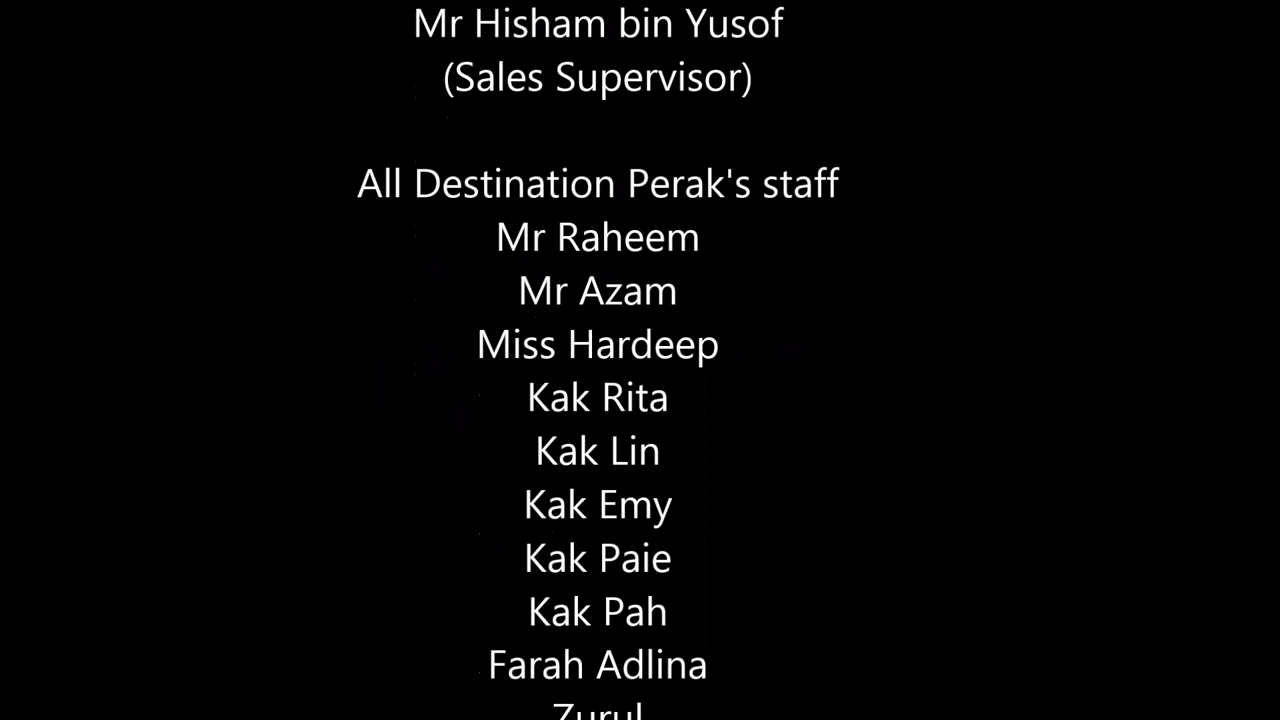 Mr Hisham bin Yusof
(Sales Supervisor)
All Destination Perak's staff
Mr Raheem
Mr Azam
Miss Hardeep
Kak Rita
Kak Lin
Kak Emy
Kak Paie
Kak Pah
Farah Adlina
Zurul